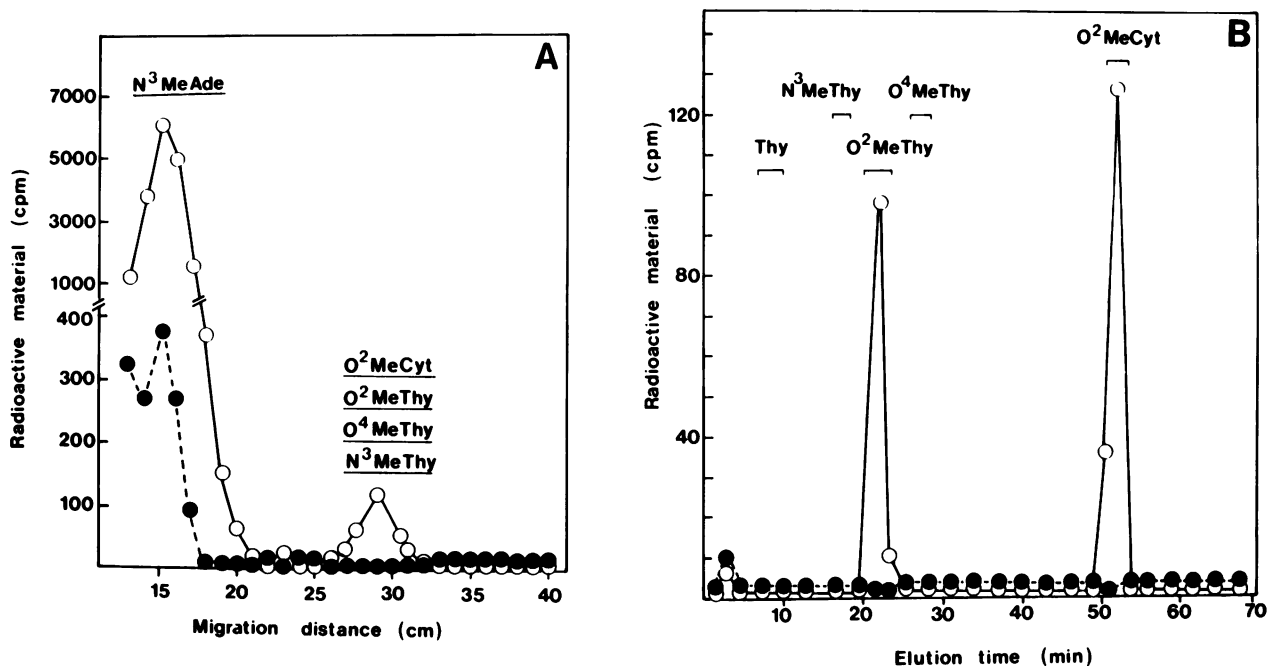 A
N³MeAde
7000
5000
3000
1000
400
300
200
100
Radioactive material (cpm)
O²MeCyt
O²MeThy
O⁴MeThy
N³MeThy
15
20
25
30
35
40
Migration distance (cm)
B
O²MeCyt
N³MeThy
O⁴MeThy
Thy
O²MeThy
120
80
40
Radioactive material (cpm)
10
20
30
40
50
60
70
Elution time (min)